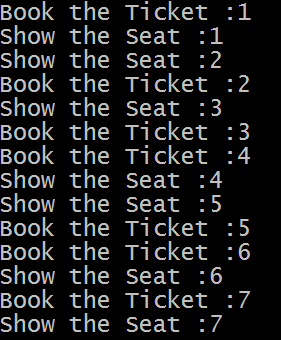 Book the Ticket :1
Show the Seat :1
Show the Seat :2
Book the Ticket :2
Show the Seat :3
Book the Ticket :3
Book the Ticket :4
Show the Seat :4
Show the Seat :5
Book the Ticket :5
Book the Ticket :6
Show the Seat :6
Book the Ticket :7
Show the Seat :7